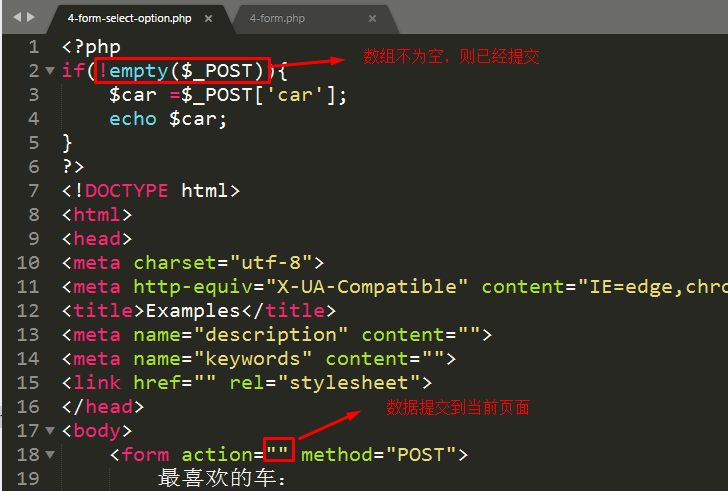 4-form-select-option.php × 4-form.php ×
1 <?php
2 if(!empty($_POST)){ 数组不为空，则已经提交
3 $car =$_POST['car'];
4 echo $car;
5 }
6 ?>
7 <!DOCTYPE html>
8 <html>
9 <head>
10 <meta charset="utf-8">
11 <meta http-equiv="X-UA-Compatible" content="IE=edge,chro
12 <title>Examples</title>
13 <meta name="description" content="">
14 <meta name="keywords" content="">
15 <link href="" rel="stylesheet">
16 </head> 数据提交到当前页面
17 <body>
18 <form action="" method="POST">
19 最喜欢的车：